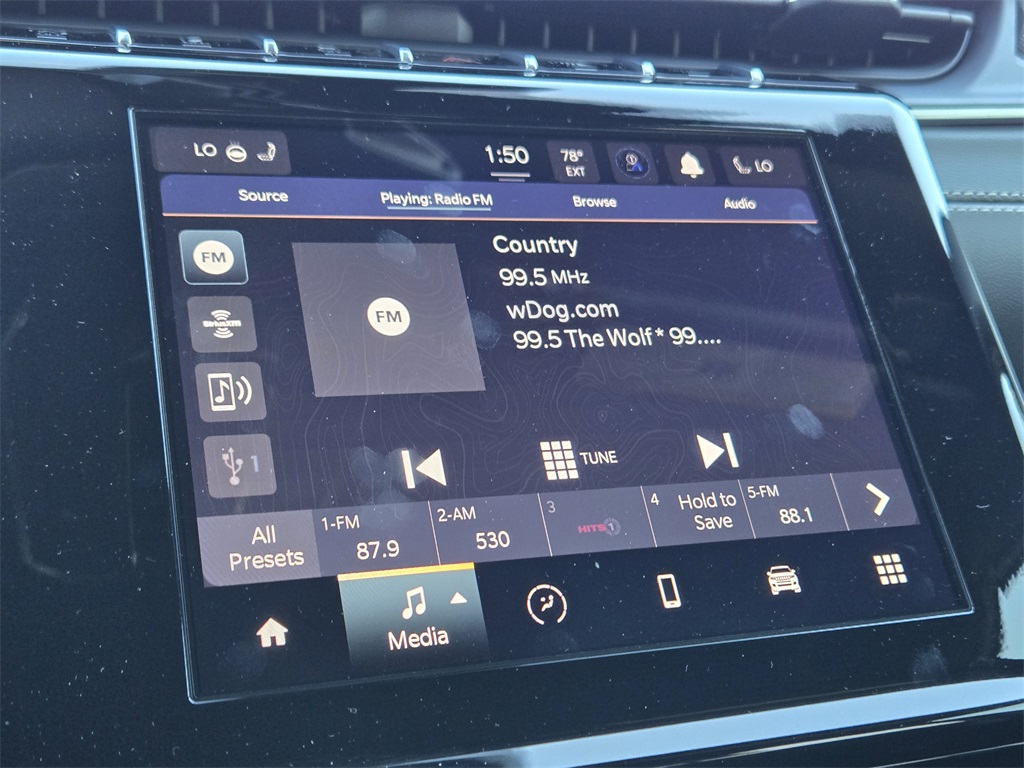 LO
1:50
78°
EXT
LO
Source
Playing: Radio FM
Browse
Audio
FM
SiriusXM
1
FM
Country
99.5 MHz
wDog.com
99.5 The Wolf * 99....
TUNE
All
Presets
1-FM
87.9
2-AM
530
3
HITS 1
4
Hold to
Save
5-FM
88.1
Media